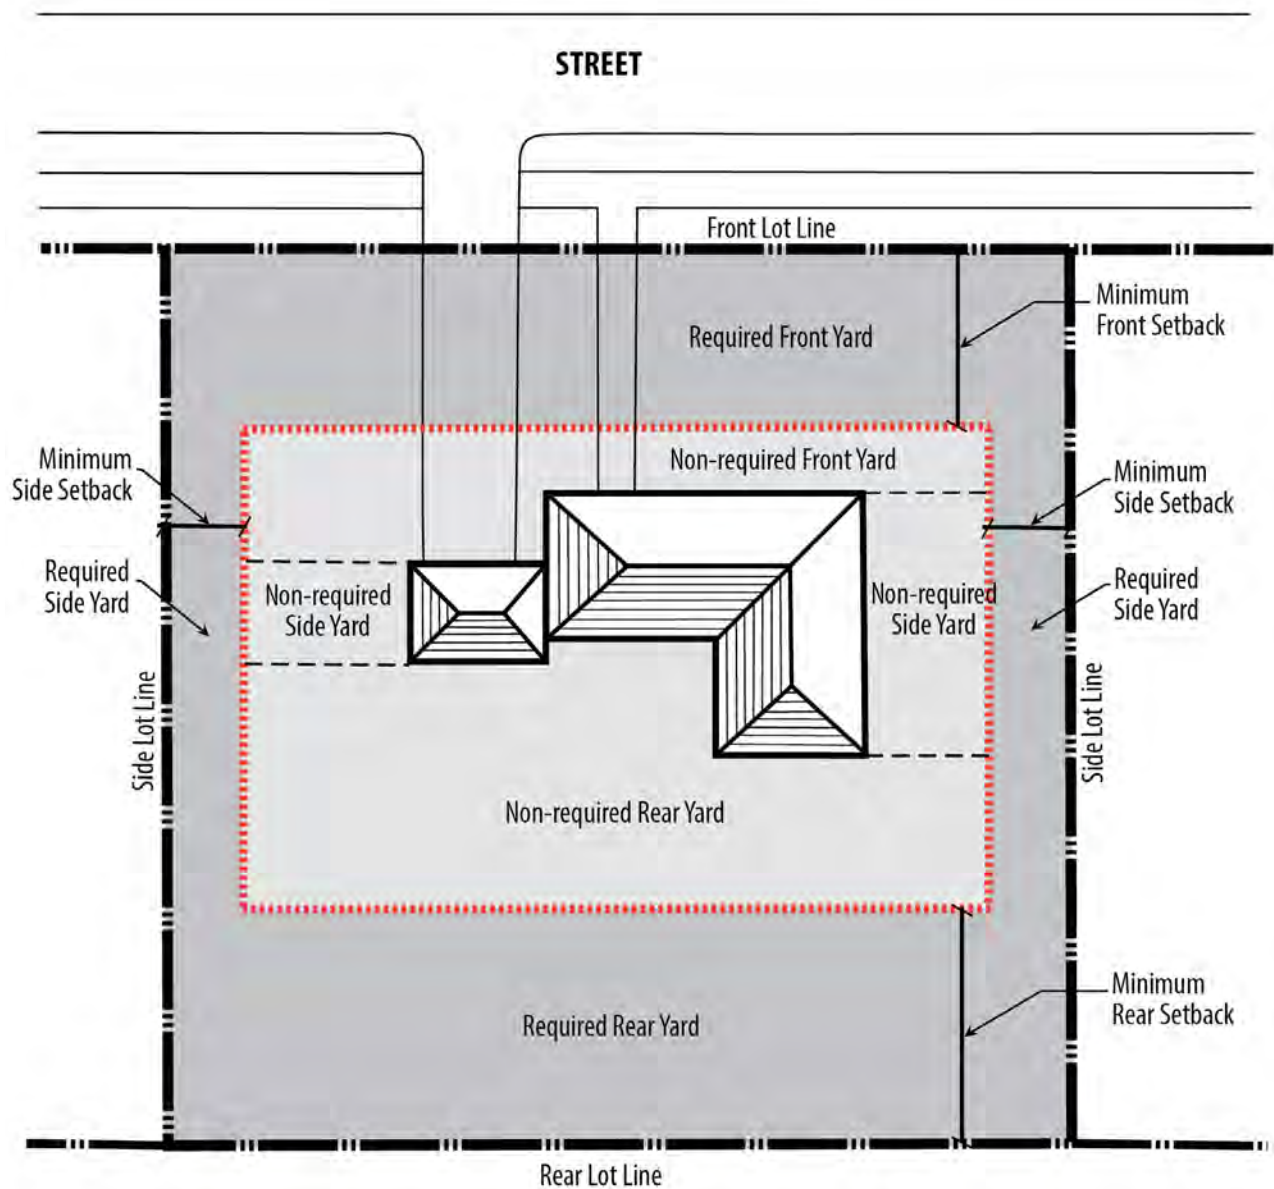 STREET
Front Lot Line
Minimum
Front Setback
Required Front Yard
Minimum
Side Setback
Non-required Front Yard
Minimum
Side Setback
Required
Side Yard
Non-required
Side Yard
Non-required
Side Yard
Required
Side Yard
Side Lot Line
Side Lot Line
Non-required Rear Yard
Minimum
Rear Setback
Required Rear Yard
Rear Lot Line